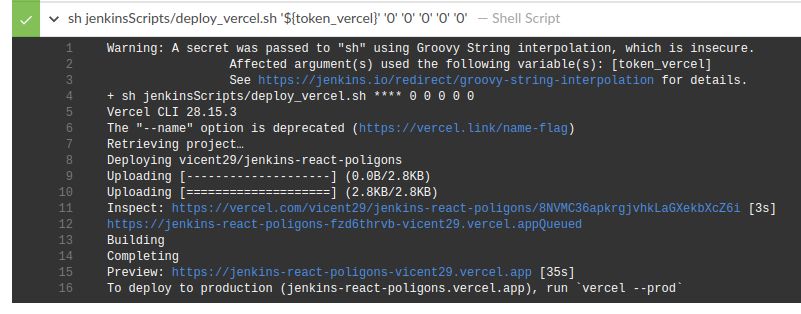 sh jenkinsScripts/deploy_vercel.sh '${token_vercel}' '0' '0' '0' '0' '0' — Shell Script
1 Warning: A secret was passed to "sh" using Groovy String interpolation, which is insecure.
2 Affected argument(s) used the following variable(s): [token_vercel]
3 See https://jenkins.io/redirect/groovy-string-interpolation for details.
4 + sh jenkinsScripts/deploy_vercel.sh **** 0 0 0 0 0
5 Vercel CLI 28.15.3
6 The "--name" option is deprecated (https://vercel.link/name-flag)
7 Retrieving project…
8 Deploying vicent29/jenkins-react-poligons
9 Uploading [--------------------] (0.0B/2.8KB)
10 Uploading [====================] (2.8KB/2.8KB)
11 Inspect: https://vercel.com/vicent29/jenkins-react-poligons/8NVMC36apkrgjvhkLaGXekbXcZ6i [3s]
12 https://jenkins-react-poligons-fzd6thrvb-vicent29.vercel.appQueued
13 Building
14 Completing
15 Preview: https://jenkins-react-poligons-vicent29.vercel.app [35s]
16 To deploy to production (jenkins-react-poligons.vercel.app), run `vercel --prod`